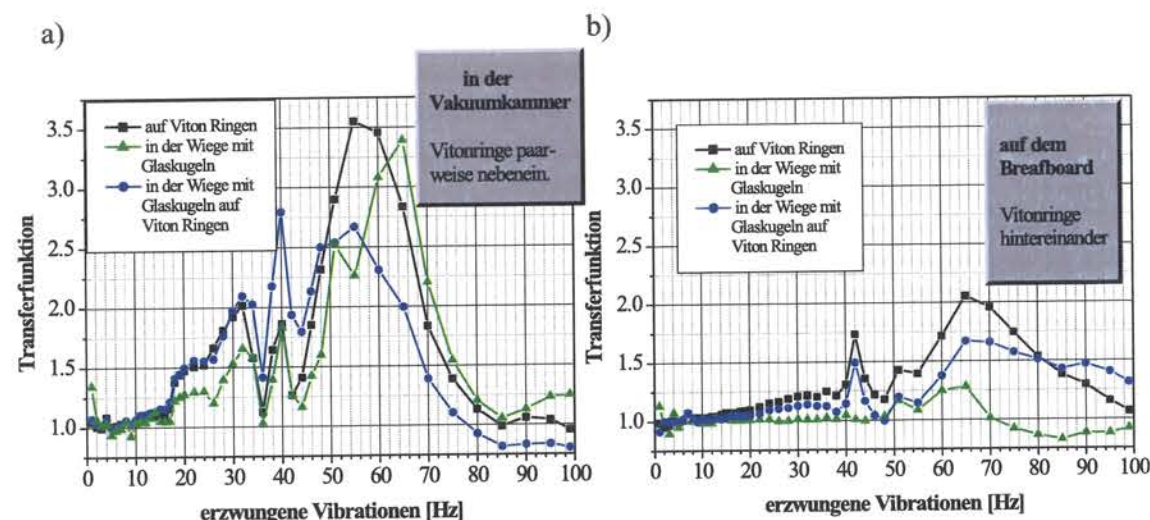 a)
in der
Vakuumkammer
Vitonringe paar-
weise nebenein.
auf Viton Ringen
in der Wiege mit
Glaskugeln
in der Wiege mit
Glaskugeln auf
Viton Ringen
Transferfunktion
3.5
3.0
2.5
2.0
1.5
1.0
0 10 20 30 40 50 60 70 80 90 100
erzwungene Vibrationen [Hz]
b)
auf dem
Breafboard
Vitonringe
hintereinander
auf Viton Ringen
in der Wiege mit
Glaskugeln
in der Wiege mit
Glaskugeln auf
Viton Ringen
Transferfunktion
3.5
3.0
2.5
2.0
1.5
1.0
0 10 20 30 40 50 60 70 80 90 100
erzwungene Vibrationen [Hz]